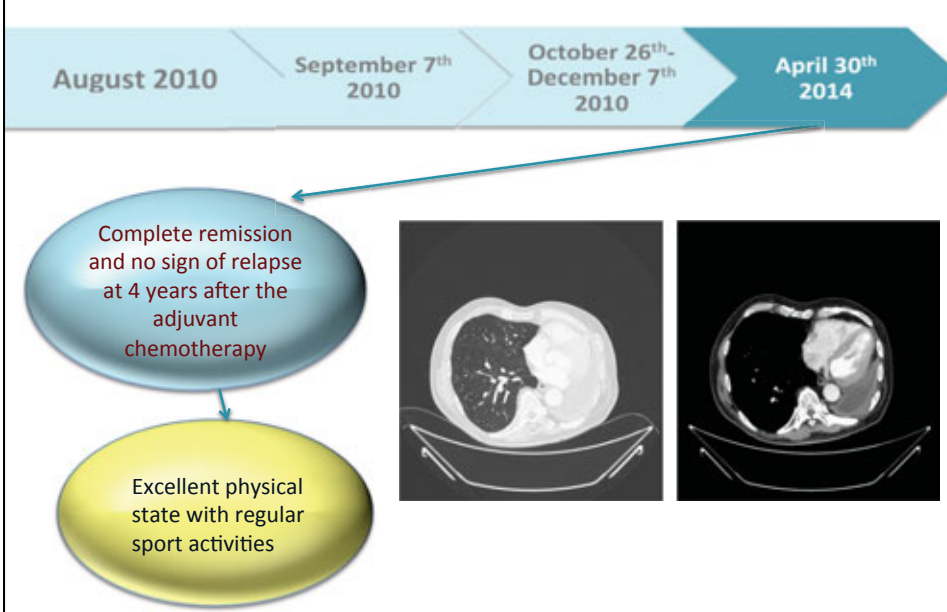 August 2010
September 7th
2010
October 26th-
December 7th
2010
April 30th
2014
Complete remission
and no sign of relapse
at 4 years after the
adjuvant
chemotherapy
Excellent physical
state with regular
sport activities